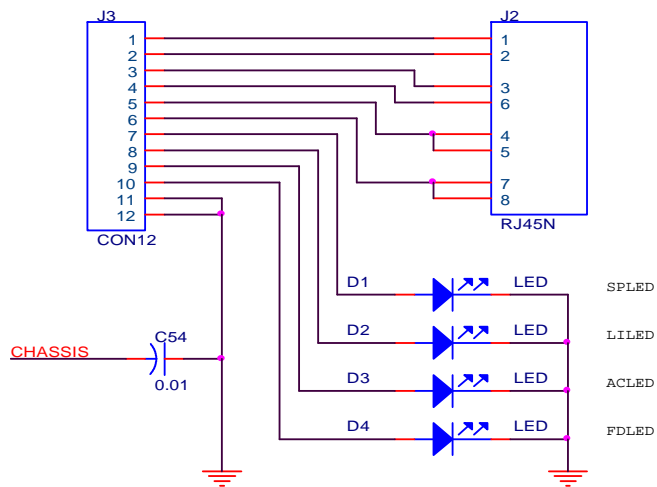 J3 J2
1 1
2 2
3 3
4 6
5 4
6 5
7 7
8 8
9
10
11
12
CON12 RJ45N
D1 LED SPLED
D2 LED LILED
C54
CHASSIS
0.01
D3 LED ACLED
D4 LED FDLED